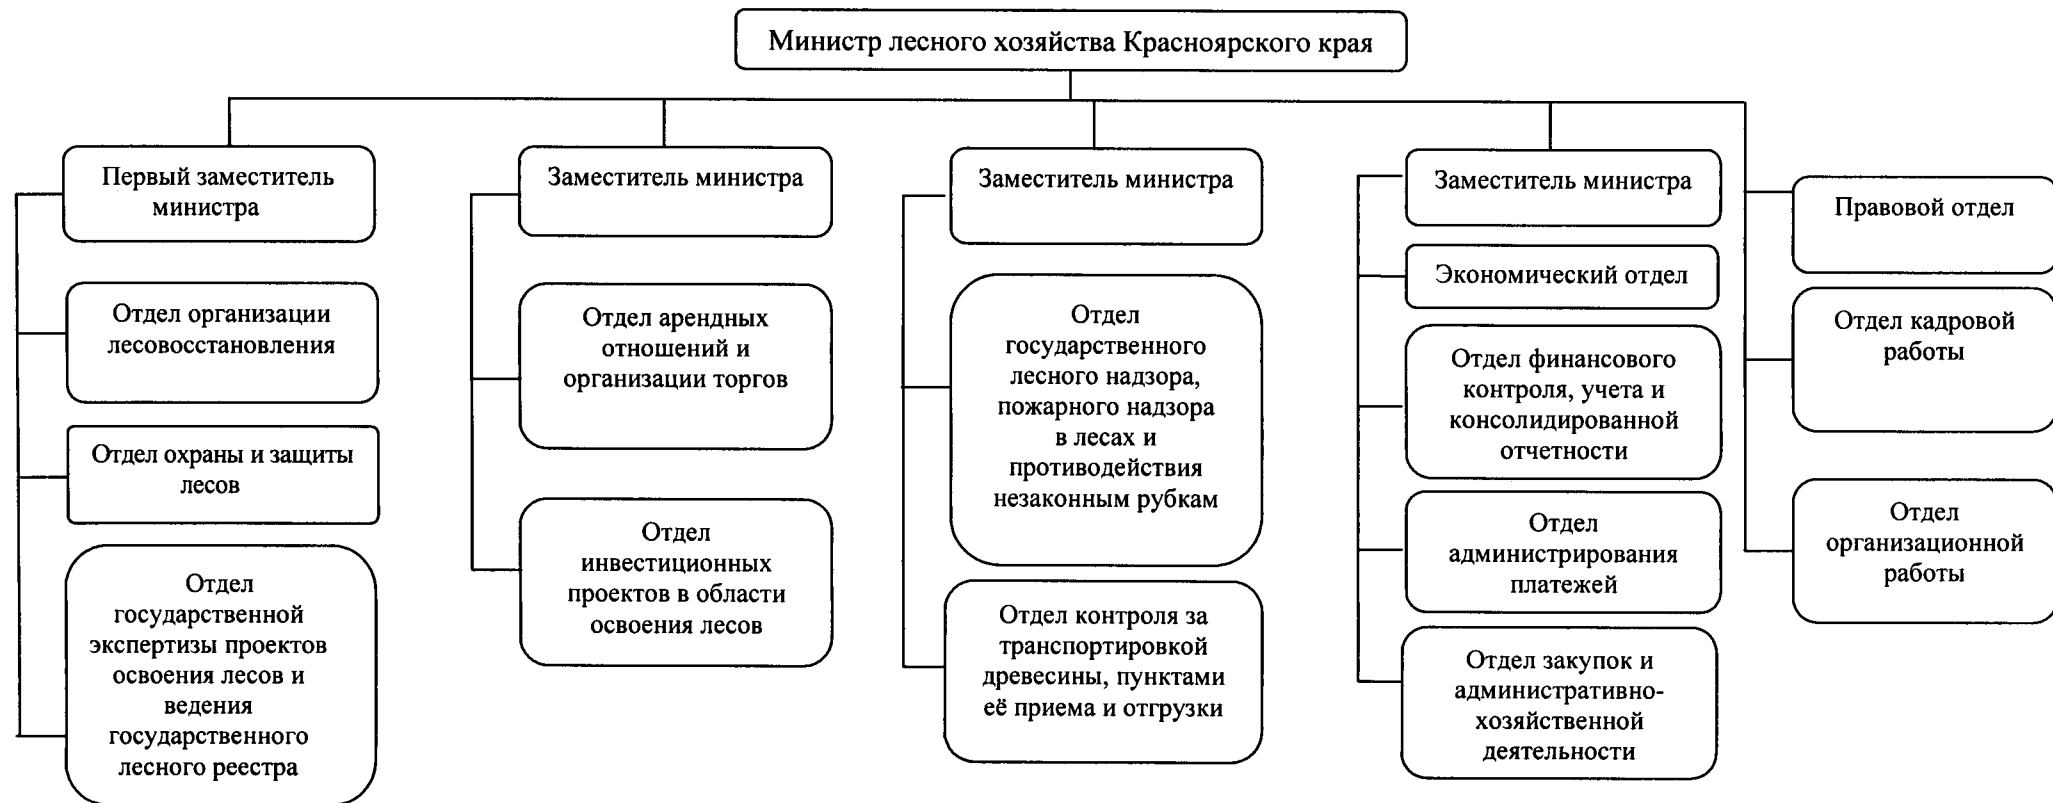 Министр лесного хозяйства Красноярского края
Первый заместитель
министра
Отдел организации
лесовосстановления
Отдел охраны и защиты
лесов
Отдел
государственной
экспертизы проектов
освоения лесов и
ведения
государственного
лесного реестра
Заместитель министра
Отдел арендных
отношений и
организации торгов
Отдел
инвестиционных
проектов в области
освоения лесов
Заместитель министра
Отдел
государственного
лесного надзора,
пожарного надзора
в лесах и
противодействия
незаконным рубкам
Отдел контроля за
транспортировкой
древесины, пунктами
её приема и отгрузки
Заместитель министра
Экономический отдел
Отдел финансового
контроля, учета и
консолидированной
отчетности
Отдел
администрирования
платежей
Отдел закупок и
административно-
хозяйственной
деятельности
Правовой отдел
Отдел кадровой
работы
Отдел
организационной
работы